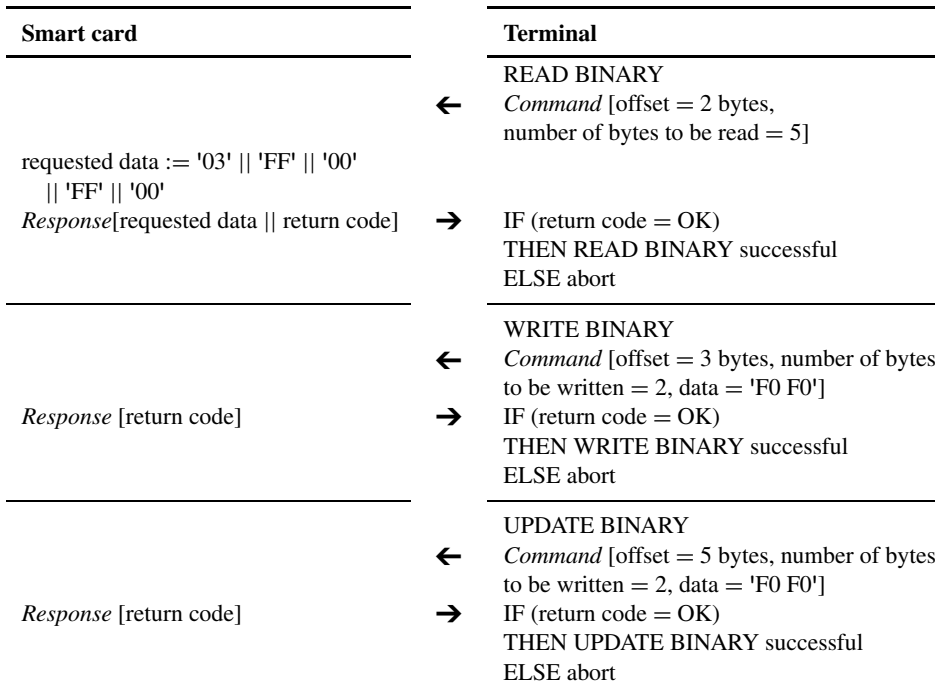 Smart card Terminal
READ BINARY
← Command [offset = 2 bytes,
number of bytes to be read = 5]
requested data := '03' || 'FF' || '00'
|| 'FF' || '00'
Response[requested data || return code] → IF (return code = OK)
THEN READ BINARY successful
ELSE abort
WRITE BINARY
← Command [offset = 3 bytes, number of bytes
to be written = 2, data = 'F0 F0']
Response [return code] → IF (return code = OK)
THEN WRITE BINARY successful
ELSE abort
UPDATE BINARY
← Command [offset = 5 bytes, number of bytes
to be written = 2, data = 'F0 F0']
Response [return code] → IF (return code = OK)
THEN UPDATE BINARY successful
ELSE abort